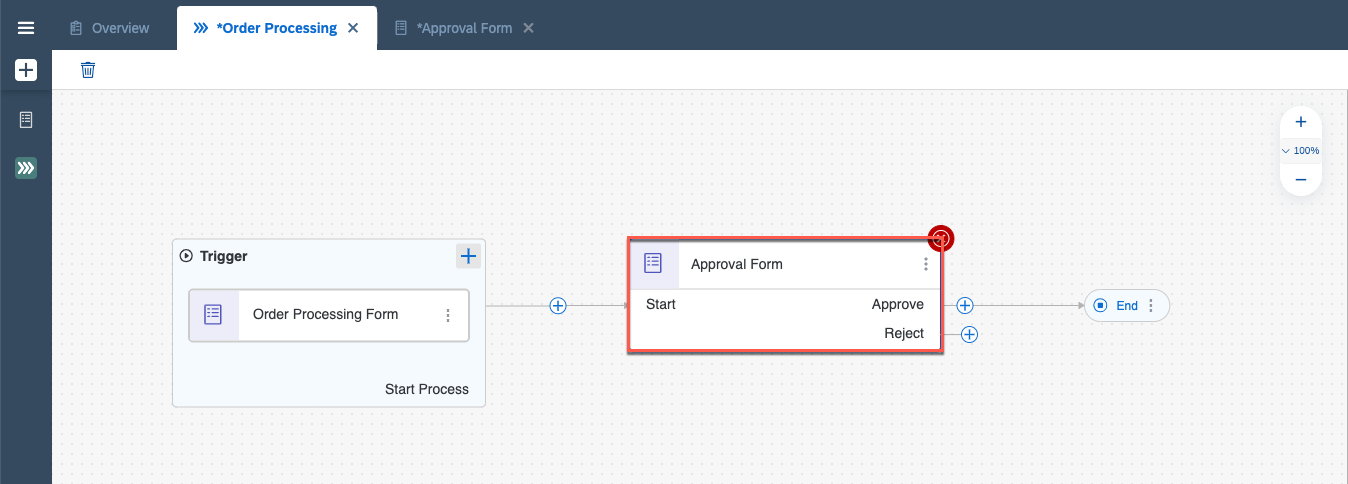 Overview
*Order Processing
*Approval Form
100%
Trigger
Order Processing Form
Start Process
Approval Form
Start
Approve
Reject
End